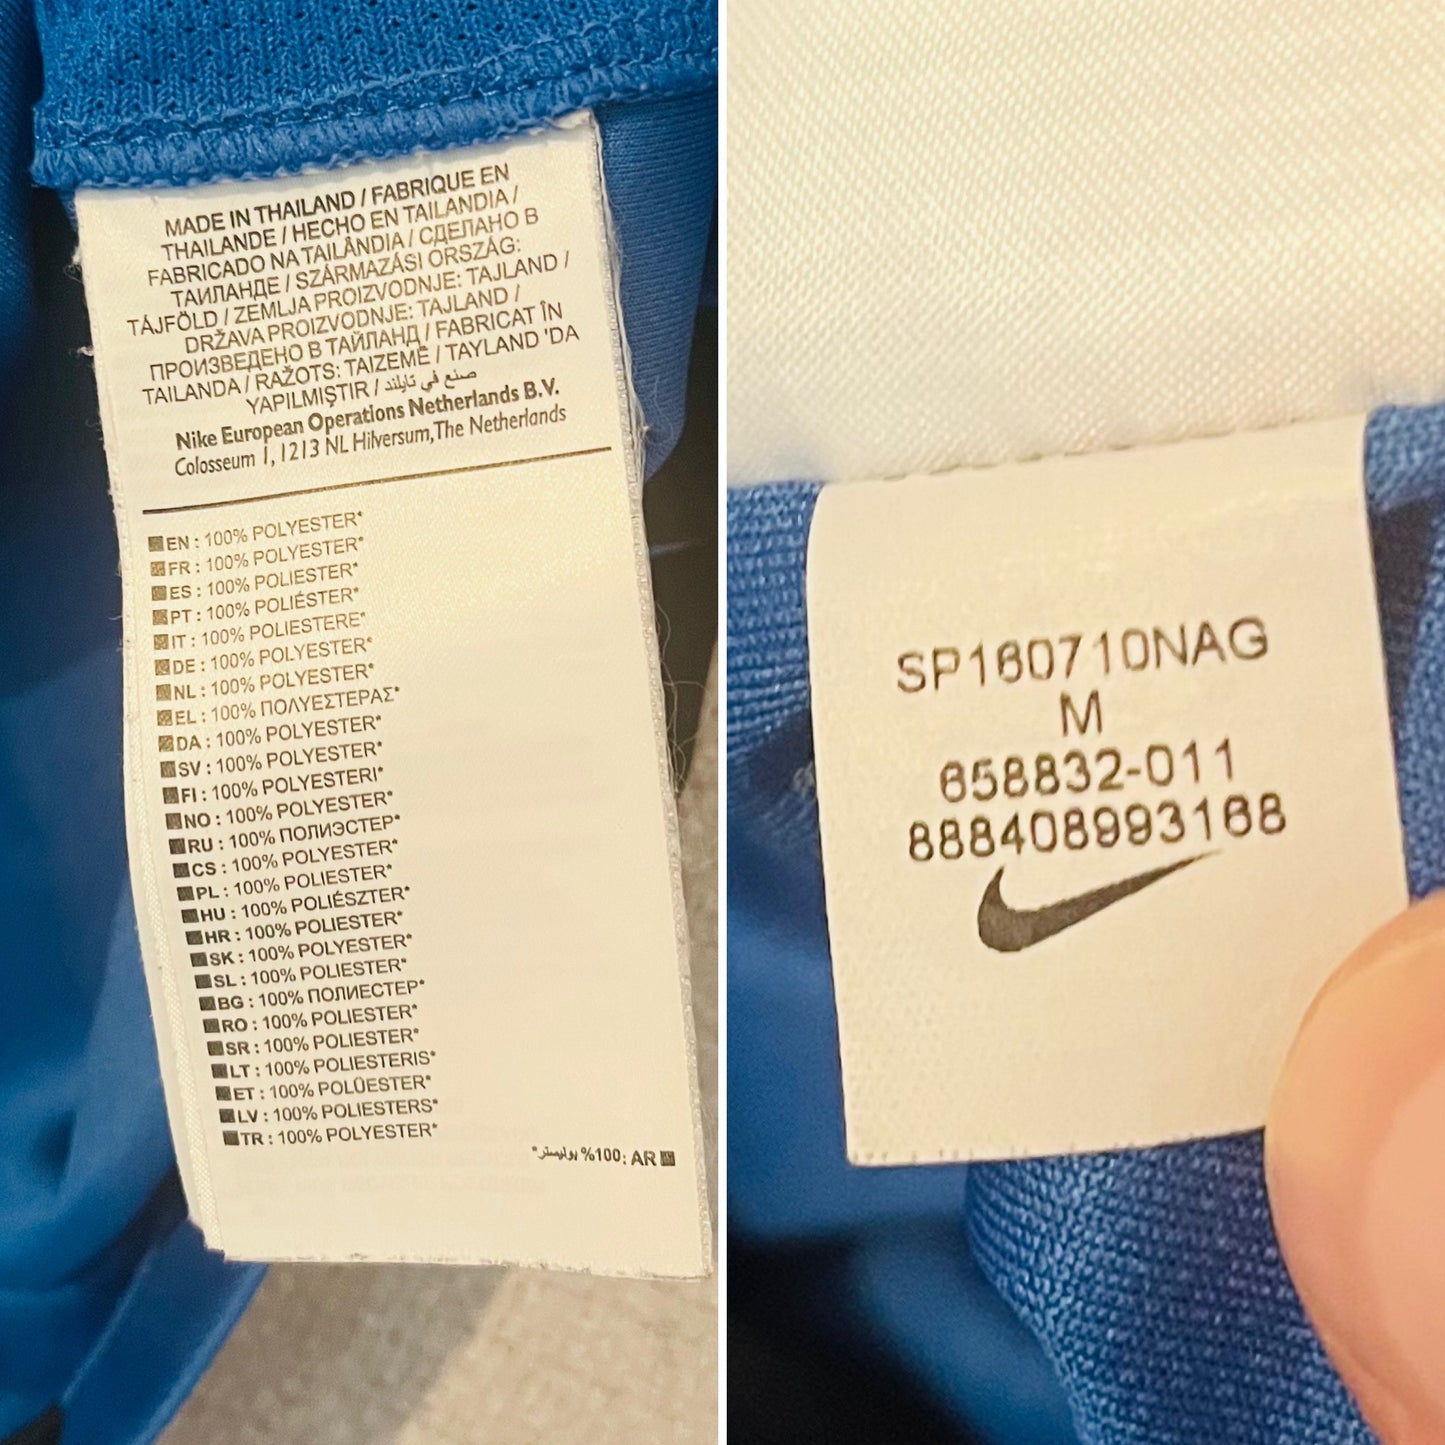 MADE IN THAILAND / FABRIQUE EN
THAILANDE / HECHO EN TAILANDIA /
FABRICADO NA TAILÂNDIA / СДЕЛАНО В
ТАИЛАНДЕ / SZÁRMAZÁSI ORSZÁG:
TÁJFÖLD / ZEMLJA PROIZVODNJE: TAJLAND /
DRŽAVA PROIZVODNJE: TAJLAND /
ПРОИЗВЕДЕНО В ТАЙЛАНД / FABRICAT ÎN
TAILANDA / RAŽOTS: TAIZEMĒ / TAYLAND 'DA
YAPILMIŞTIR / صنع في تايلند
Nike European Operations Netherlands B.V.
Colosseum 1, 1213 NL Hilversum, The Netherlands
EN : 100% POLYESTER*
FR : 100% POLYESTER*
ES : 100% POLIESTER*
PT : 100% POLIÉSTER*
IT : 100% POLIESTERE*
DE : 100% POLYESTER*
NL : 100% POLYESTER*
EL : 100% ΠΟΛΥΕΣΤΕΡΑΣ*
DA : 100% POLYESTER*
SV : 100% POLYESTER*
FI : 100% POLYESTERI*
NO : 100% POLYESTER*
RU : 100% ПОЛИЭСТЕР*
CS : 100% POLYESTER*
PL : 100% POLIESTER*
HU : 100% POLIÉSZTER*
HR : 100% POLIESTER*
SK : 100% POLYESTER*
SL : 100% POLIESTER*
BG : 100% ПОЛИЕСТЕР*
RO : 100% POLIESTER*
SR : 100% POLIESTER*
LT : 100% POLIESTERIS*
ET : 100% POLÜESTER*
LV : 100% POLIESTERS*
TR : 100% POLYESTER*
AR :100% بوليستر*
SP160710NAG
M
658832-011
888408993168